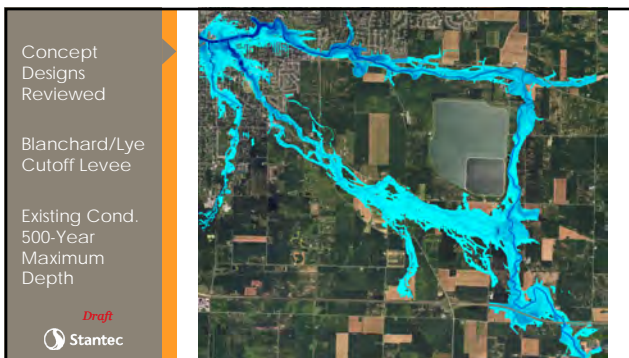 Concept
Designs
Reviewed
Blanchard/Lye
Cutoff Levee
Existing Cond.
500-Year
Maximum
Depth
Draft
Stantec